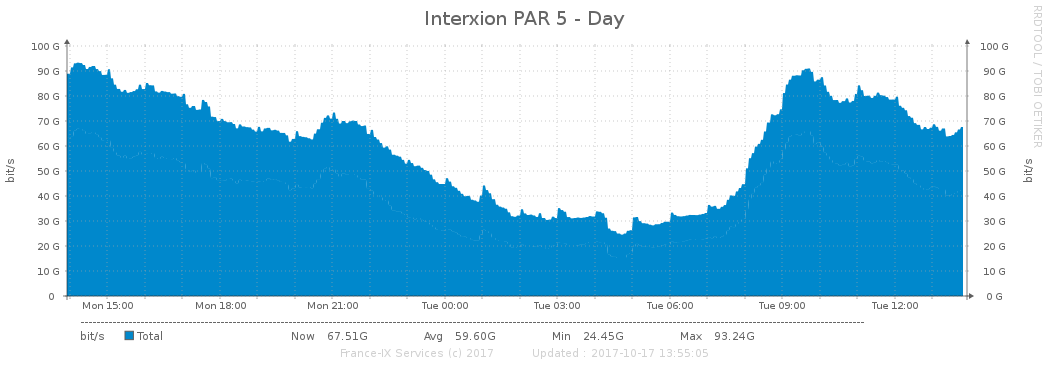 Interxion PAR 5 - Day
RRDTOOL / TOBI OETIKER
100 G 100 G
90 G 90 G
80 G 80 G
70 G 70 G
60 G 60 G
50 G 50 G
40 G 40 G
30 G 30 G
20 G 20 G
10 G 10 G
0 0 G
bit/s
bit/s
Mon 15:00 Mon 18:00 Mon 21:00 Tue 00:00 Tue 03:00 Tue 06:00 Tue 09:00 Tue 12:00
bit/s Total Now 67.51G Avg 59.60G Min 24.45G Max 93.24G
France-IX Services (c) 2017 Updated : 2017-10-17 13:55:05